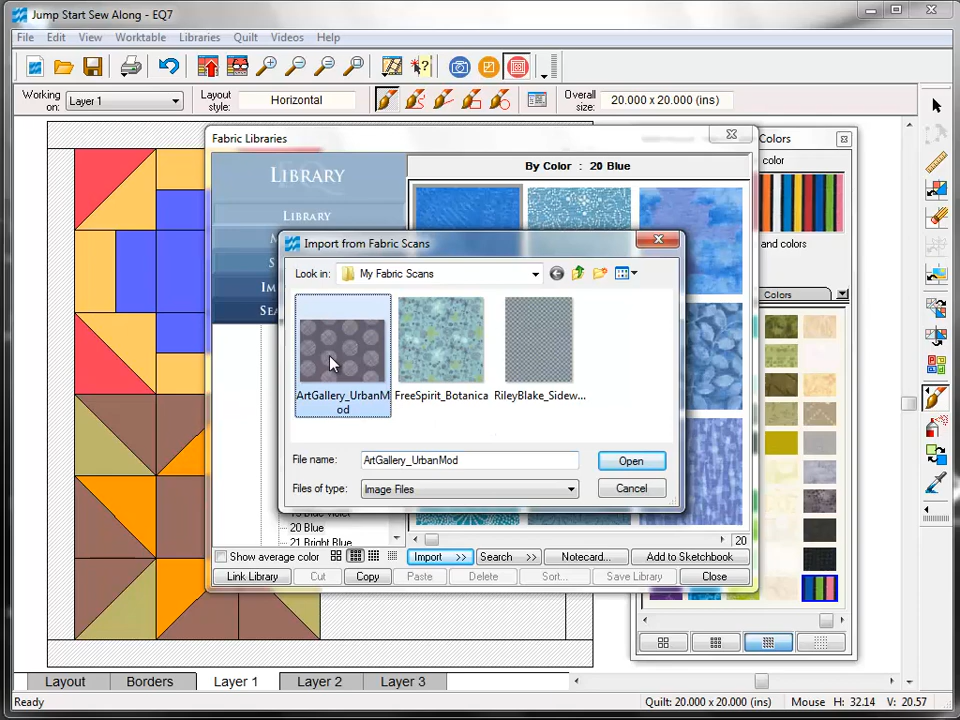 Jump Start Sew Along - EQ7
File Edit View Worktable Libraries Quilt Videos Help
Working on: Layer 1 Layout style: Horizontal Overall size: 20.000 x 20.000 (ins)
Fabric Libraries
Colors
LIBRARY
By Color : 20 Blue
color
LIBRARY
Import from Fabric Scans
and colors
Look in: My Fabric Scans
Colors
ArtGallery_UrbanMod
FreeSpirit_Botanica
RileyBlake_Sidew...
File name: ArtGallery_UrbanMod Open
Files of type: Image Files Cancel
20 Blue
21 Bright Blue
20
Show average color Import >> Search >> Notecard... Add to Sketchbook
Link Library Cut Copy Paste Delete Sort... Save Library Close
Layout Borders Layer 1 Layer 2 Layer 3
Ready Quilt: 20.000 x 20.000 (ins) Mouse H: 32.14 V: 20.57